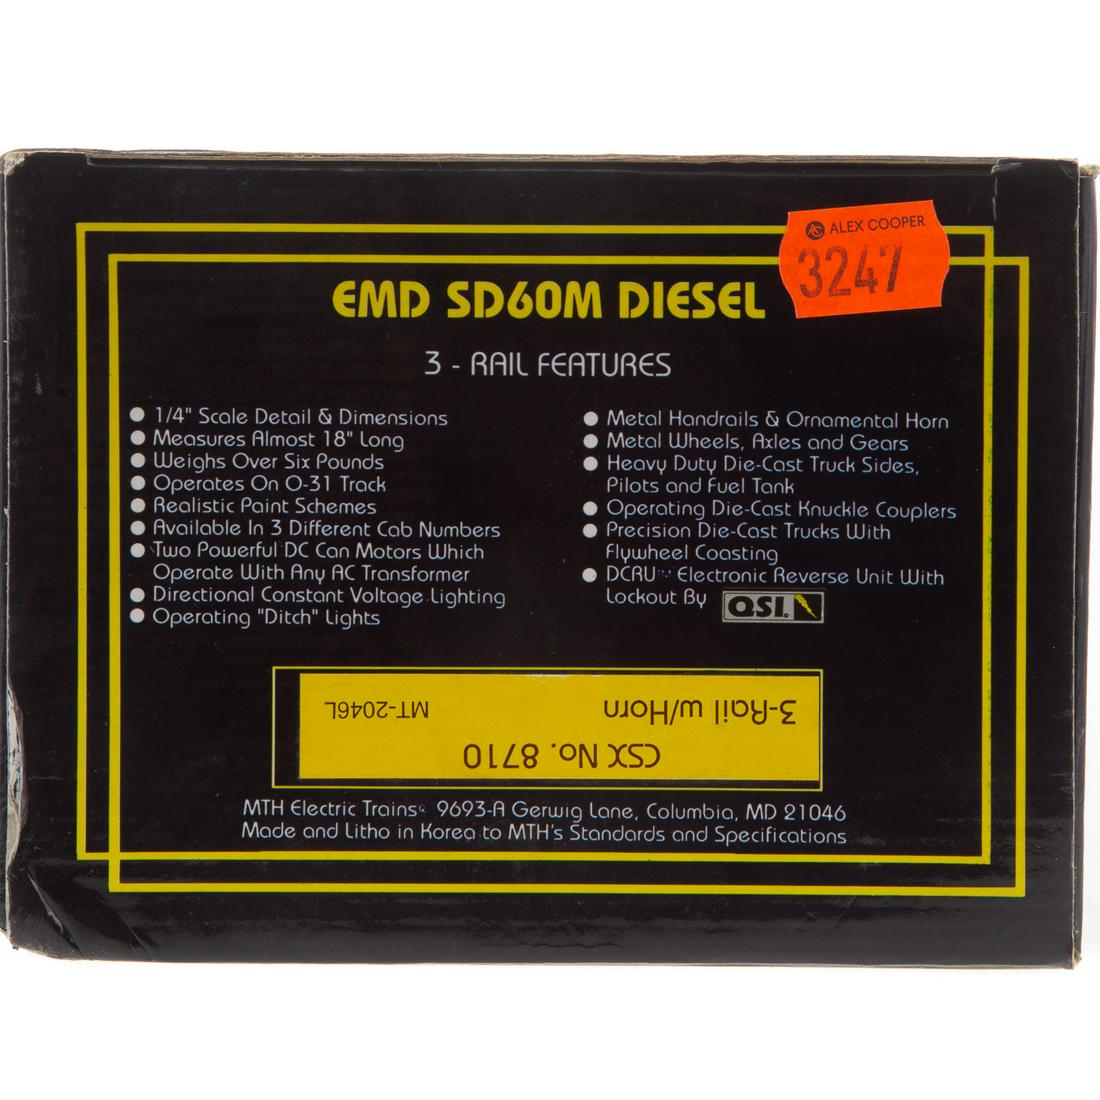 ALEX COOPER
3247
EMD SD60M DIESEL
3 - RAIL FEATURES
● 1/4" Scale Detail & Dimensions
● Measures Almost 18" Long
● Weighs Over Six Pounds
● Operates On O-31 Track
● Realistic Paint Schemes
● Available In 3 Different Cab Numbers
● Two Powerful DC Can Motors Which
Operate With Any AC Transformer
● Directional Constant Voltage Lighting
● Operating "Ditch" Lights
● Metal Handrails & Ornamental Horn
● Metal Wheels, Axles and Gears
● Heavy Duty Die-Cast Truck Sides,
Pilots and Fuel Tank
● Operating Die-Cast Knuckle Couplers
● Precision Die-Cast Trucks With
Flywheel Coasting
● DCRU™ Electronic Reverse Unit With
Lockout By QSI.
CSX No. 8710
3-Rail w/Horn MT-2046L
MTH Electric Trains® 9693-A Gerwig Lane, Columbia, MD 21046
Made and Litho in Korea to MTH's Standards and Specifications